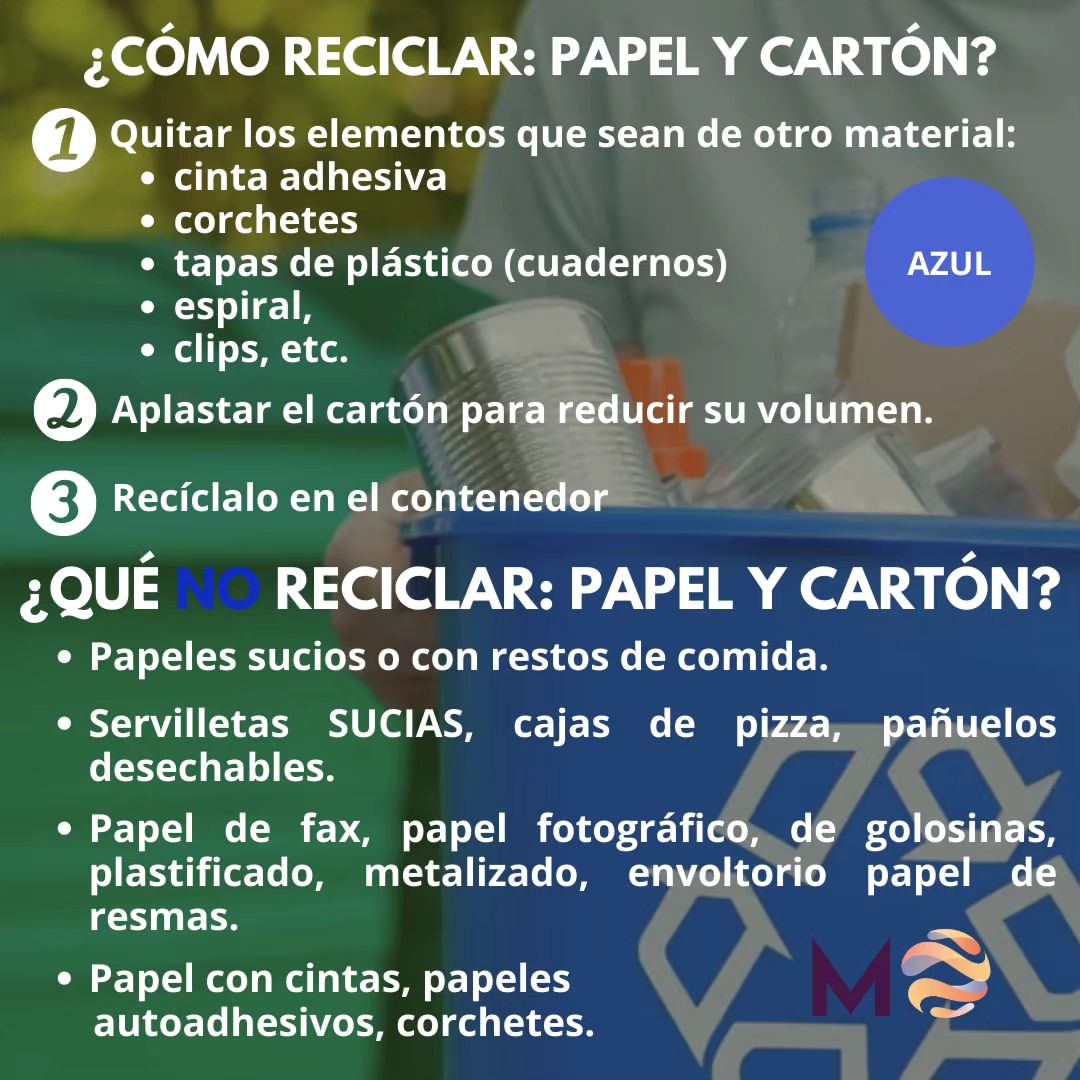 ¿CÓMO RECICLAR: PAPEL Y CARTÓN?
1 Quitar los elementos que sean de otro material:
• cinta adhesiva
• corchetes
• tapas de plástico (cuadernos)
• espiral,
• clips, etc.
AZUL
2 Aplastar el cartón para reducir su volumen.
3 Recíclalo en el contenedor
¿QUÉ NO RECICLAR: PAPEL Y CARTÓN?
• Papeles sucios o con restos de comida.
• Servilletas SUCIAS, cajas de pizza, pañuelos
desechables.
• Papel de fax, papel fotográfico, de golosinas,
plastificado, metalizado, envoltorio papel de
resmas.
• Papel con cintas, papeles
autoadhesivos, corchetes.
M